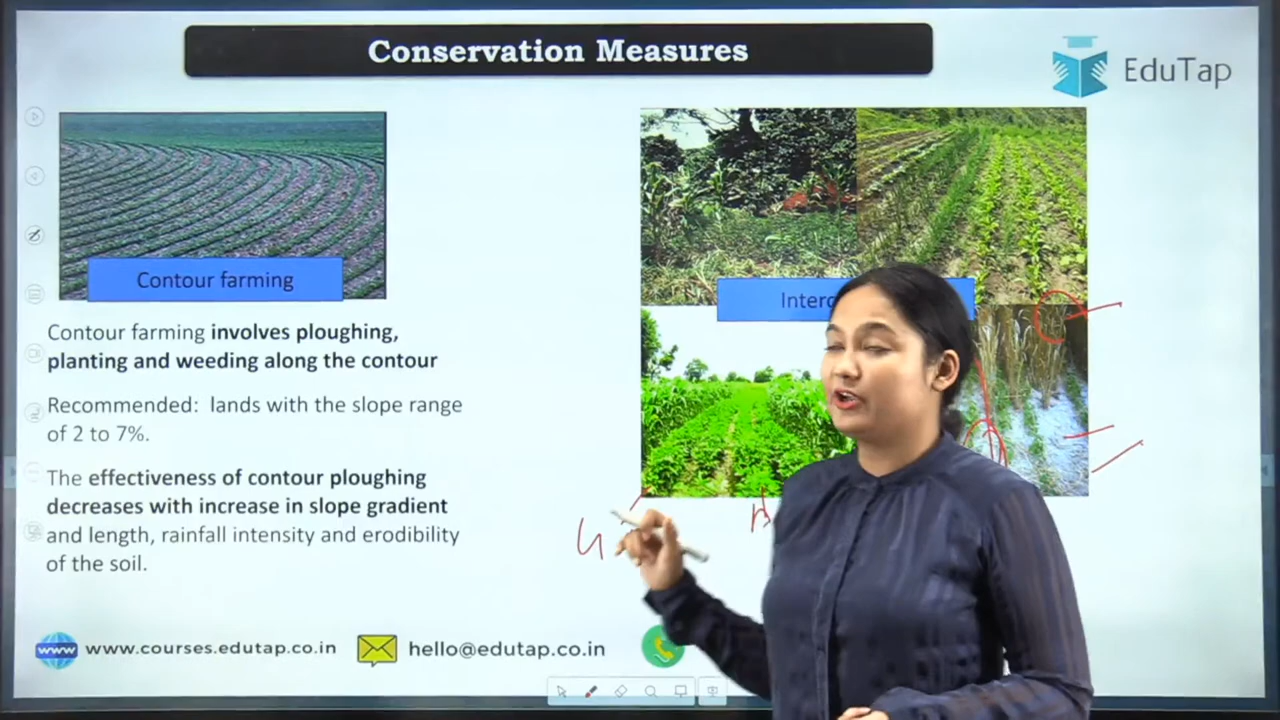 Conservation Measures
EduTap
Contour farming
Contour farming involves ploughing,
planting and weeding along the contour
Recommended: lands with the slope range
of 2 to 7%.
The effectiveness of contour ploughing
decreases with increase in slope gradient
and length, rainfall intensity and erodibility
of the soil.
www
www.courses.edutap.co.in
hello@edutap.co.in